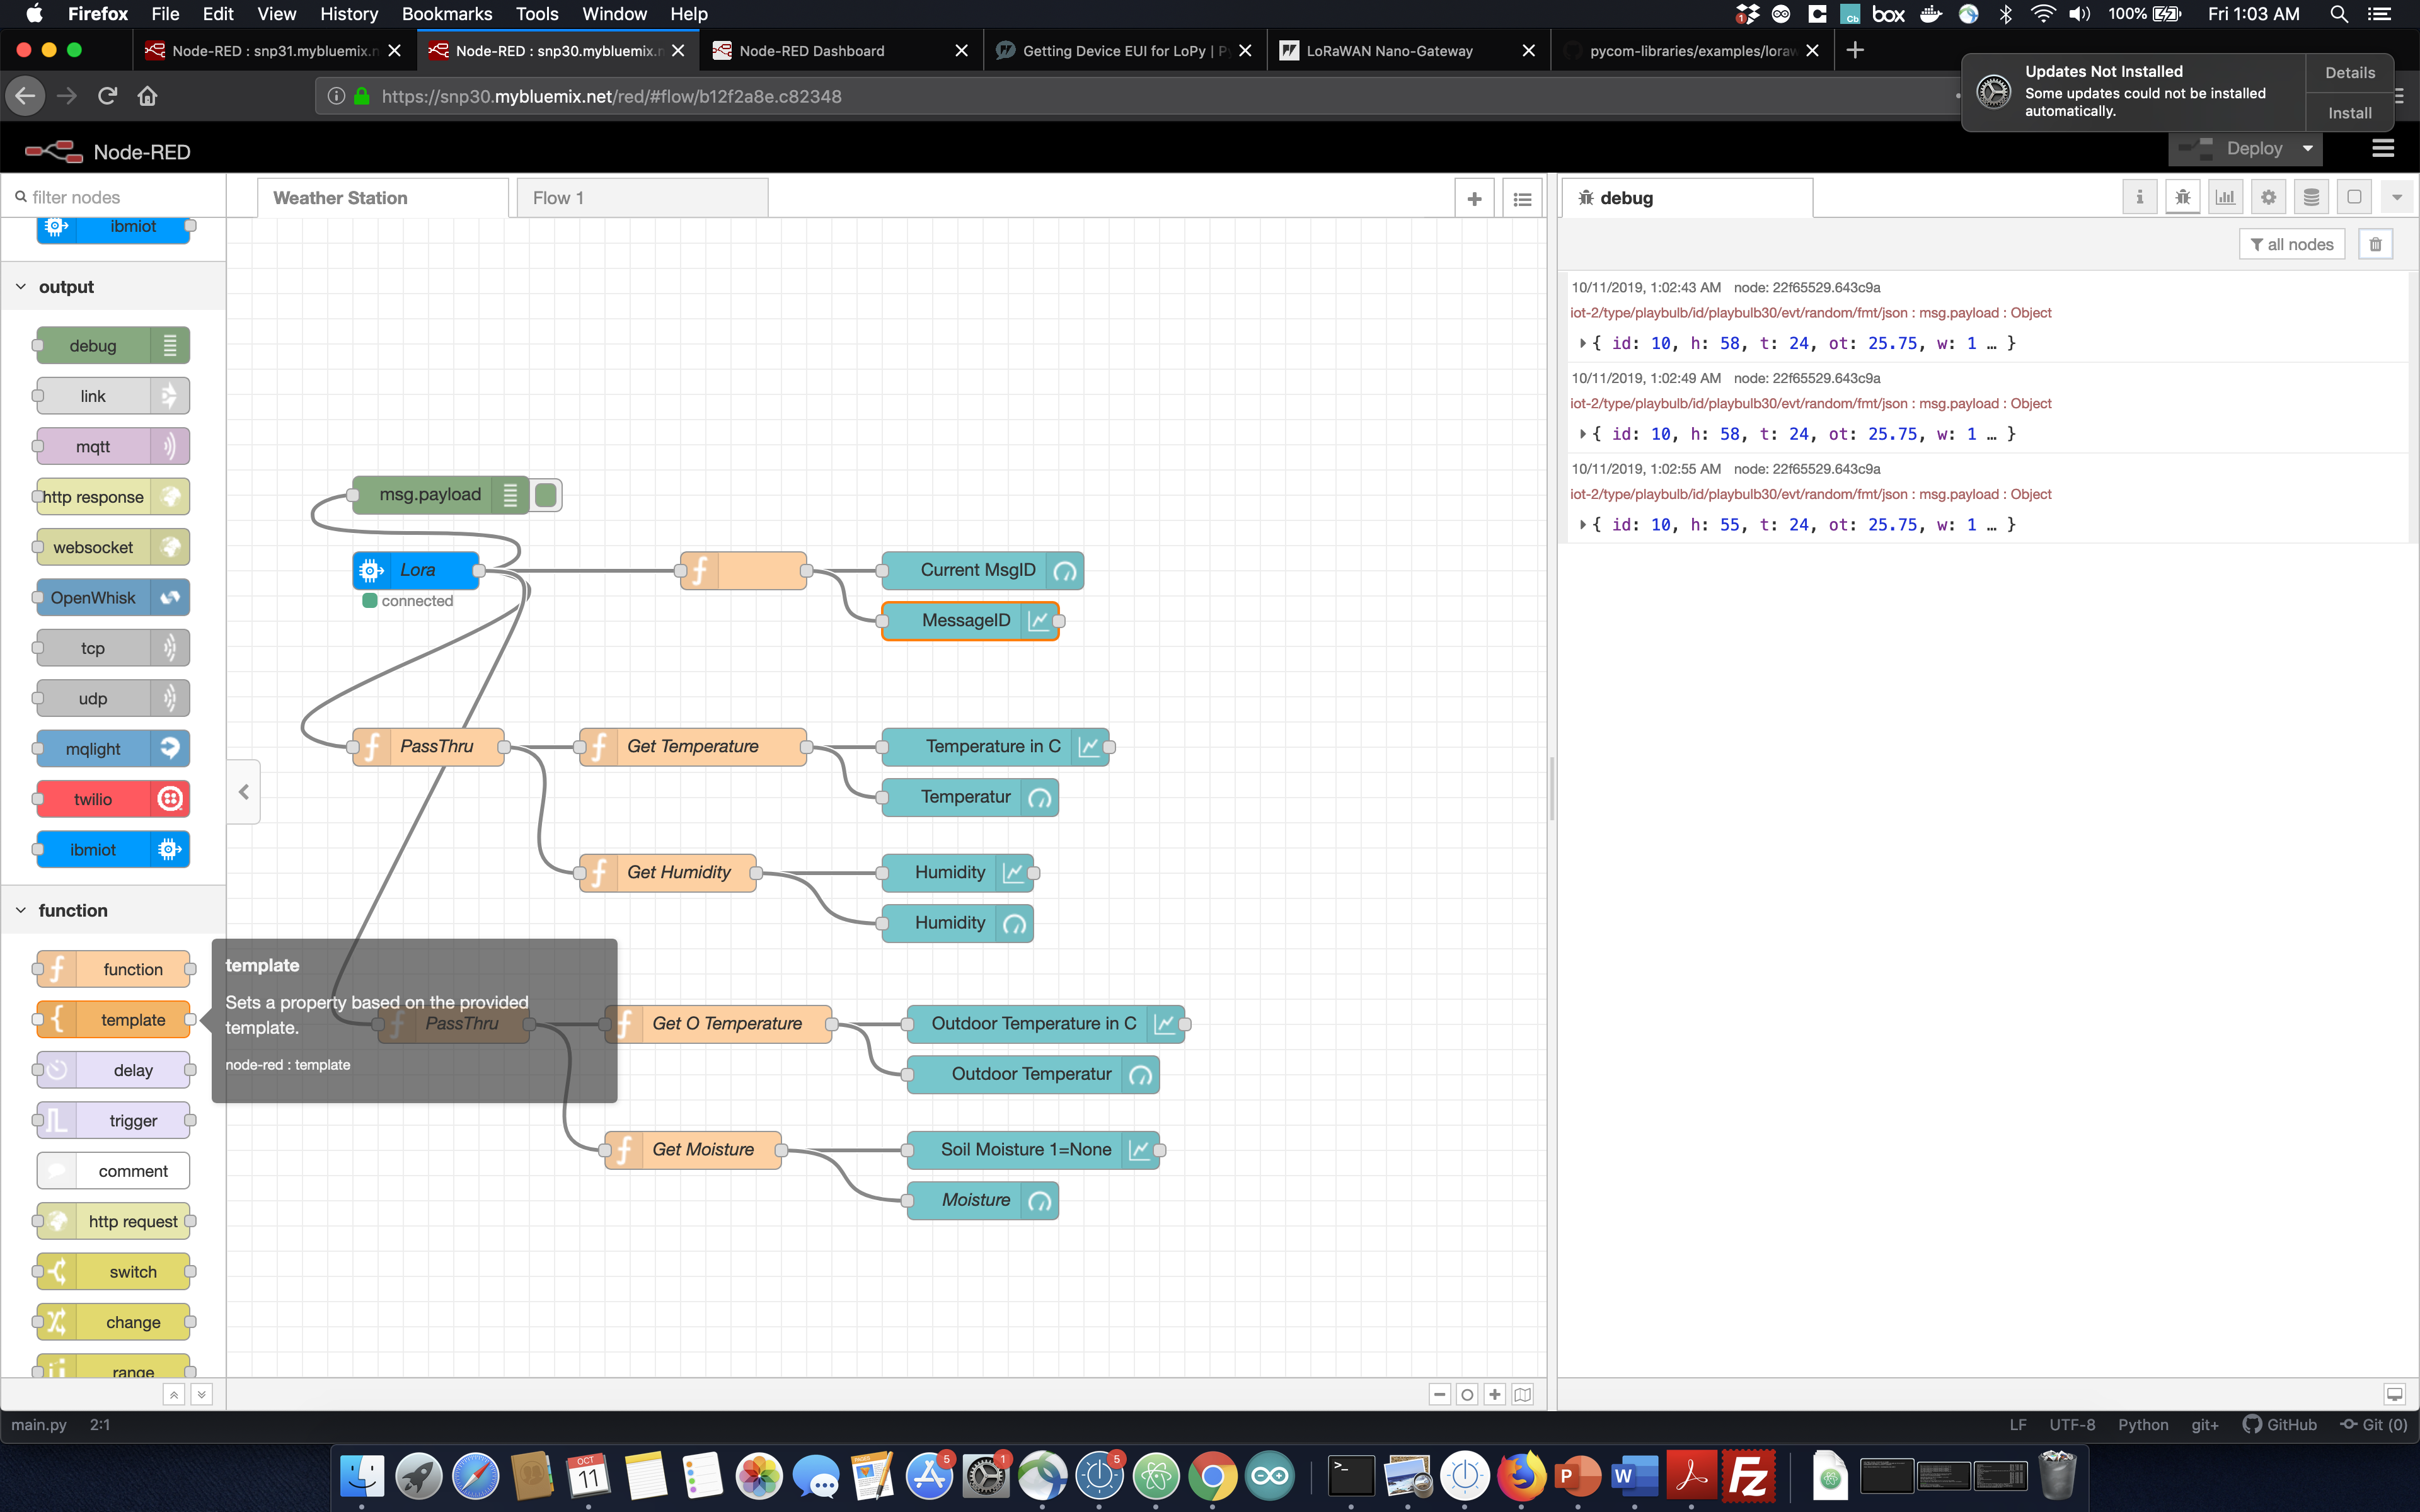 Firefox File Edit View History Bookmarks Tools Window Help
1 Cb box 100% Fri 1:03 AM
Node-RED : snp31.mybluemix.n
Node-RED : snp30.mybluemix.
Node-RED Dashboard
Getting Device EUI for LoPy | P
LoRaWAN Nano-Gateway
pycom-libraries/examples/loraw
https://snp30.mybluemix.net/red/#flow/b12f2a8e.c82348
Updates Not Installed
Some updates could not be installed
automatically.
Details
Install
Node-RED
Deploy
filter nodes
Weather Station
Flow 1
debug
all nodes
ibmiot
output
debug
link
mqtt
http response
websocket
OpenWhisk
tcp
udp
mqlight
twilio
ibmiot
function
function
template
delay
trigger
comment
http request
switch
change
range
msg.payload
Lora
connected
Current MsgID
MessageID
PassThru
Get Temperature
Temperature in C
Temperatur
Get Humidity
Humidity
Humidity
template
Sets a property based on the provided
template.
node-red : template
PassThru
Get O Temperature
Outdoor Temperature in C
Outdoor Temperatur
Get Moisture
Soil Moisture 1=None
Moisture
10/11/2019, 1:02:43 AM node: 22f65529.643c9a
iot-2/type/playbulb/id/playbulb30/evt/random/fmt/json : msg.payload : Object
{ id: 10, h: 58, t: 24, ot: 25.75, w: 1 … }
10/11/2019, 1:02:49 AM node: 22f65529.643c9a
iot-2/type/playbulb/id/playbulb30/evt/random/fmt/json : msg.payload : Object
{ id: 10, h: 58, t: 24, ot: 25.75, w: 1 … }
10/11/2019, 1:02:55 AM node: 22f65529.643c9a
iot-2/type/playbulb/id/playbulb30/evt/random/fmt/json : msg.payload : Object
{ id: 10, h: 55, t: 24, ot: 25.75, w: 1 … }
main.py 2:1
LF UTF-8 Python git+ GitHub Git (0)
OCT
11
PAGES
5
1
5
>_
P
W
Fz